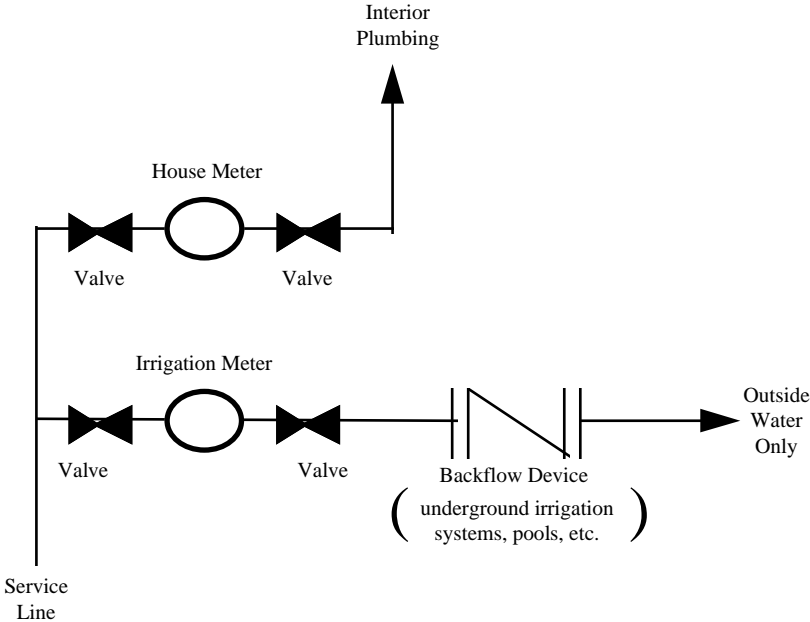 Interior
Plumbing
House Meter
Valve
Valve
Irrigation Meter
Valve
Valve
Outside
Water
Only
Backflow Device
( underground irrigation
systems, pools, etc. )
Service
Line